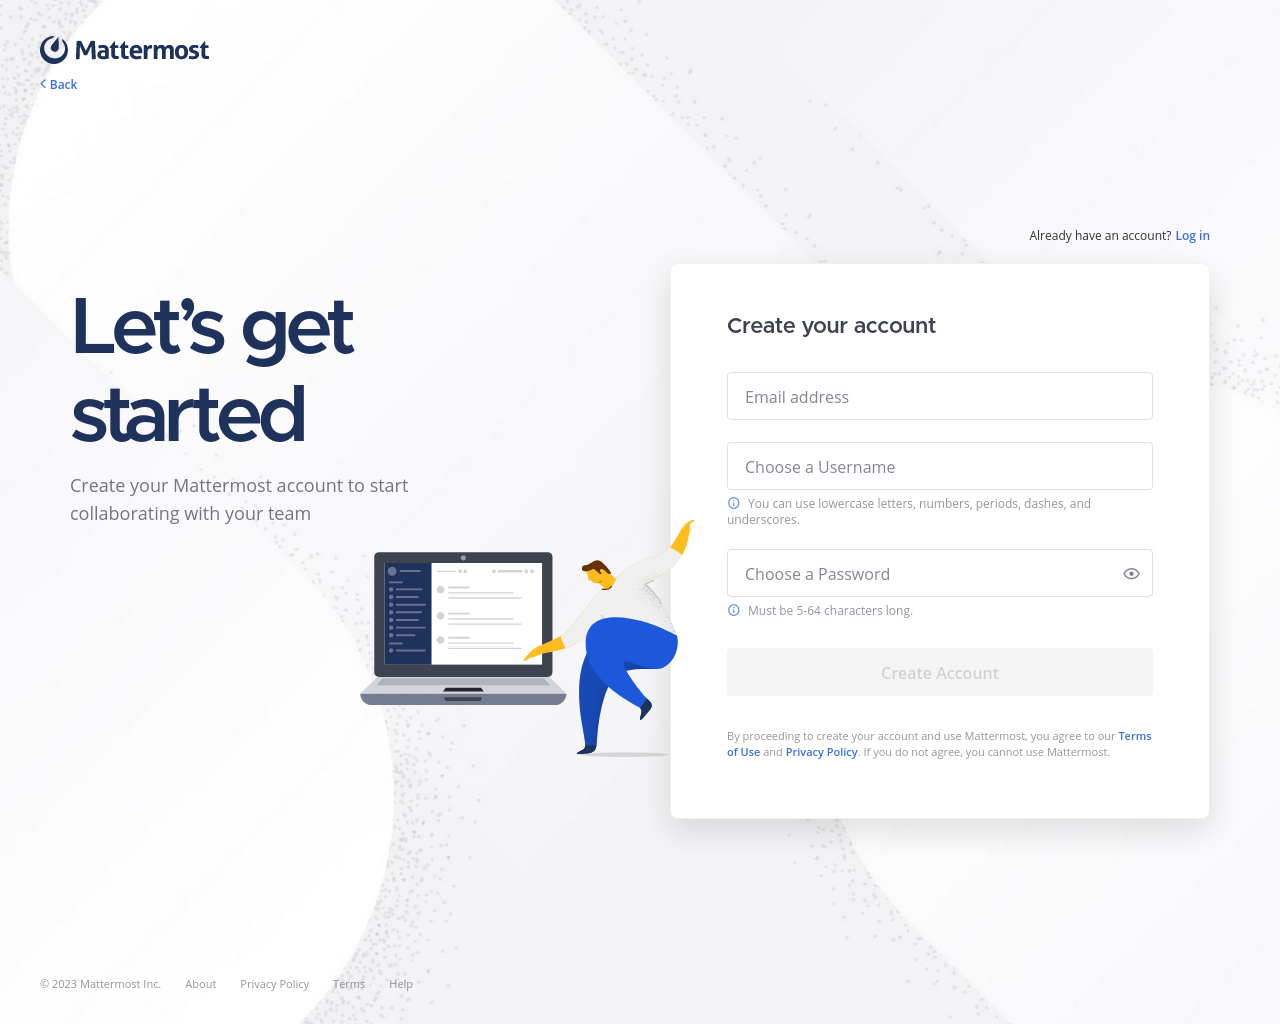 Mattermost
Back
Already have an account? Log in
Let's get
started
Create your Mattermost account to start
collaborating with your team
Create your account
Email address
Choose a Username
You can use lowercase letters, numbers, periods, dashes, and
underscores.
Choose a Password
Must be 5-64 characters long.
Create Account
By proceeding to create your account and use Mattermost, you agree to our Terms
of Use and Privacy Policy. If you do not agree, you cannot use Mattermost.
© 2023 Mattermost Inc. About Privacy Policy Terms Help